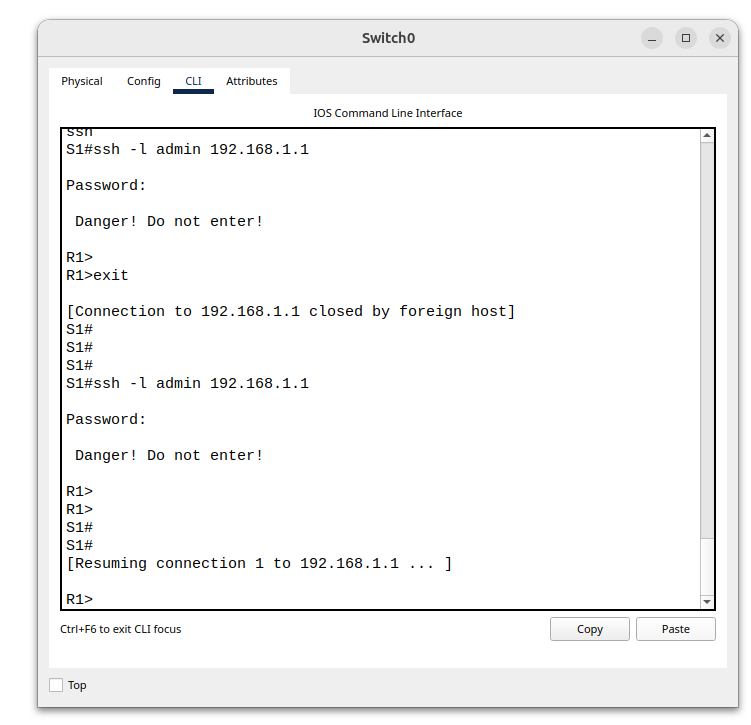 Switch0
Physical Config CLI Attributes
IOS Command Line Interface
ssh
S1#ssh -l admin 192.168.1.1
Password:
Danger! Do not enter!
R1>
R1>exit
[Connection to 192.168.1.1 closed by foreign host]
S1#
S1#
S1#
S1#ssh -l admin 192.168.1.1
Password:
Danger! Do not enter!
R1>
R1>
S1#
S1#
[Resuming connection 1 to 192.168.1.1 ... ]
R1>
Ctrl+F6 to exit CLI focus
Copy Paste
Top